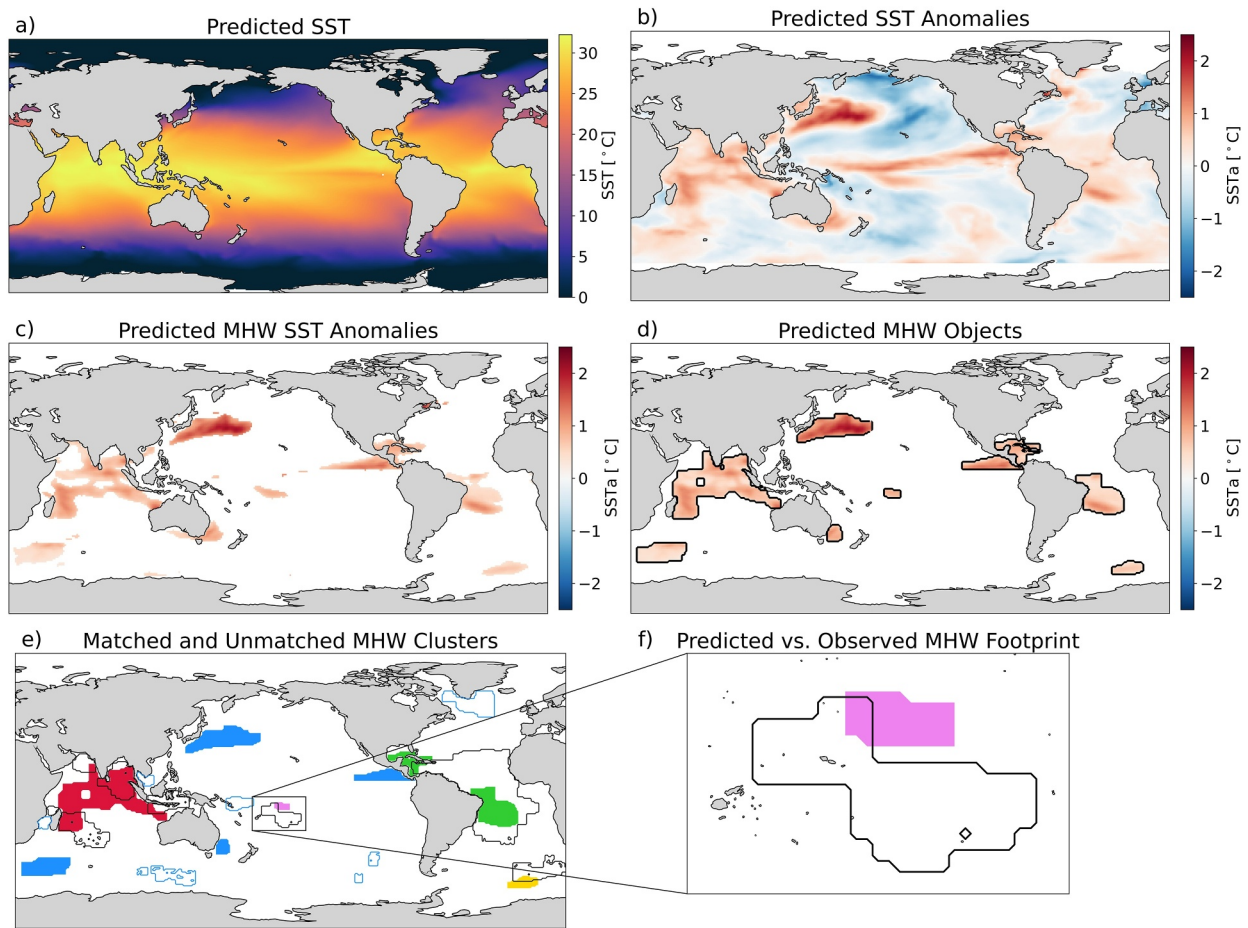 a)
Predicted SST
30
25
20
15
10
5
0
SST [°C]
b)
Predicted SST Anomalies
2
1
0
−1
−2
SSTa [°C]
c)
Predicted MHW SST Anomalies
2
1
0
−1
−2
SSTa [°C]
d)
Predicted MHW Objects
2
1
0
−1
−2
SSTa [°C]
e)
Matched and Unmatched MHW Clusters
f)
Predicted vs. Observed MHW Footprint